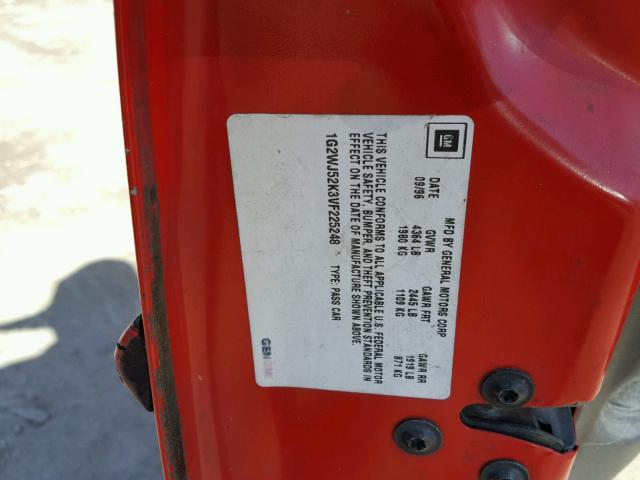 GM
MFD BY GENERAL MOTORS CORP
DATE GVWR GAWR FRT GAWR RR
09/96 4364 LB 2445 LB 1919 LB
1980 KG 1109 KG 871 KG
THIS VEHICLE CONFORMS TO ALL APPLICABLE U.S. FEDERAL MOTOR
VEHICLE SAFETY, BUMPER, AND THEFT PREVENTION STANDARDS IN
EFFECT ON THE DATE OF MANUFACTURE SHOWN ABOVE.
1G2WJ52K3VF225248 TYPE: PASS CAR